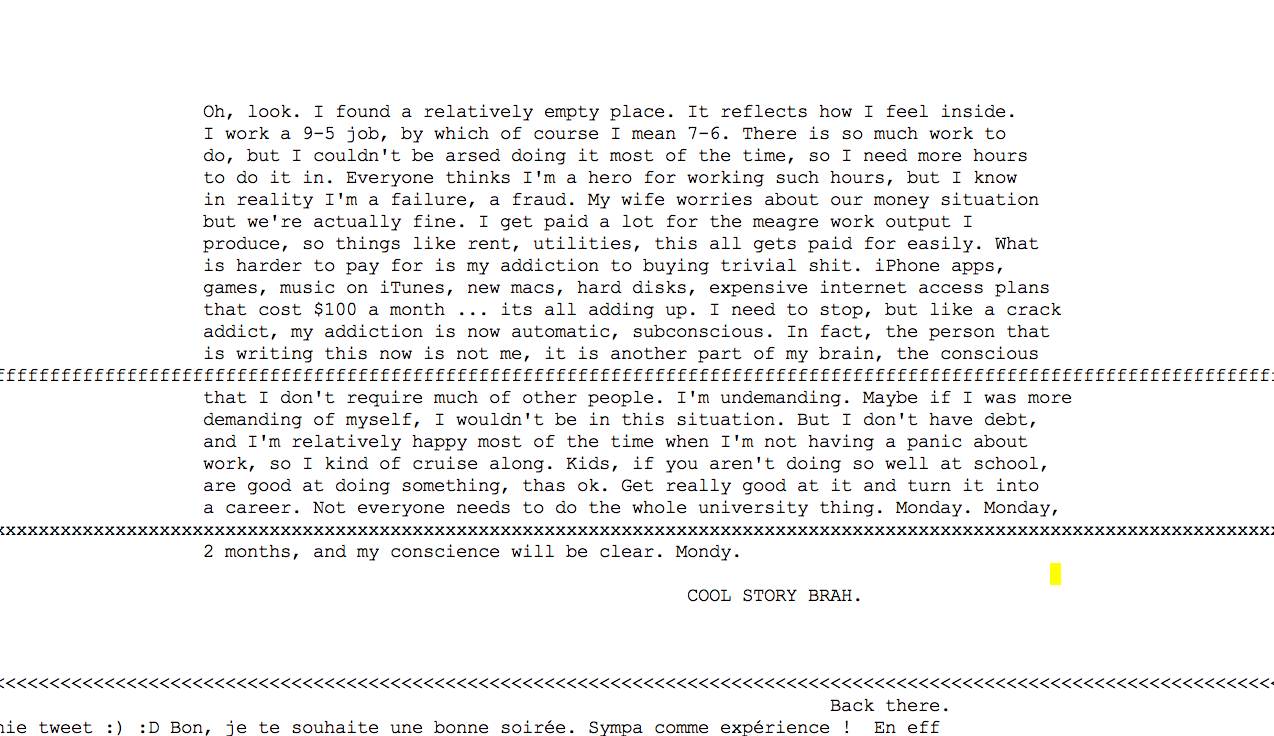 Oh, look. I found a relatively empty place. It reflects how I feel inside.
I work a 9-5 job, by which of course I mean 7-6. There is so much work to
do, but I couldn't be arsed doing it most of the time, so I need more hours
to do it in. Everyone thinks I'm a hero for working such hours, but I know
in reality I'm a failure, a fraud. My wife worries about our money situation
but we're actually fine. I get paid a lot for the meagre work output I
produce, so things like rent, utilities, this all gets paid for easily. What
is harder to pay for is my addiction to buying trivial shit. iPhone apps,
games, music on iTunes, new macs, hard disks, expensive internet access plans
that cost $100 a month ... its all adding up. I need to stop, but like a crack
addict, my addiction is now automatic, subconscious. In fact, the person that
is writing this now is not me, it is another part of my brain, the conscious
ffffffffffffffffffffffffffffffffffffffffffffffffffffffffffffffffffffffffffffffffffffffffffffffffffffffffffffffffffff
that I don't require much of other people. I'm undemanding. Maybe if I was more
demanding of myself, I wouldn't be in this situation. But I don't have debt,
and I'm relatively happy most of the time when I'm not having a panic about
work, so I kind of cruise along. Kids, if you aren't doing so well at school,
are good at doing something, thas ok. Get really good at it and turn it into
a career. Not everyone needs to do the whole university thing. Monday. Monday,
xxxxxxxxxxxxxxxxxxxxxxxxxxxxxxxxxxxxxxxxxxxxxxxxxxxxxxxxxxxxxxxxxxxxxxxxxxxxxxxxxxxxxxxxxxxxxxxxxxxxxxxxxxxxxxxxxxxx
2 months, and my conscience will be clear. Mondy.
COOL STORY BRAH.
<<<<<<<<<<<<<<<<<<<<<<<<<<<<<<<<<<<<<<<<<<<<<<<<<<<<<<<<<<<<<<<<<<<<<<<<<<<<<<<<<<<<<<<<<<<<<<<<<<<<<<<<<<<<<<<<<<<<
Back there.
nie tweet :) :D Bon, je te souhaite une bonne soirée. Sympa comme expérience !  En eff